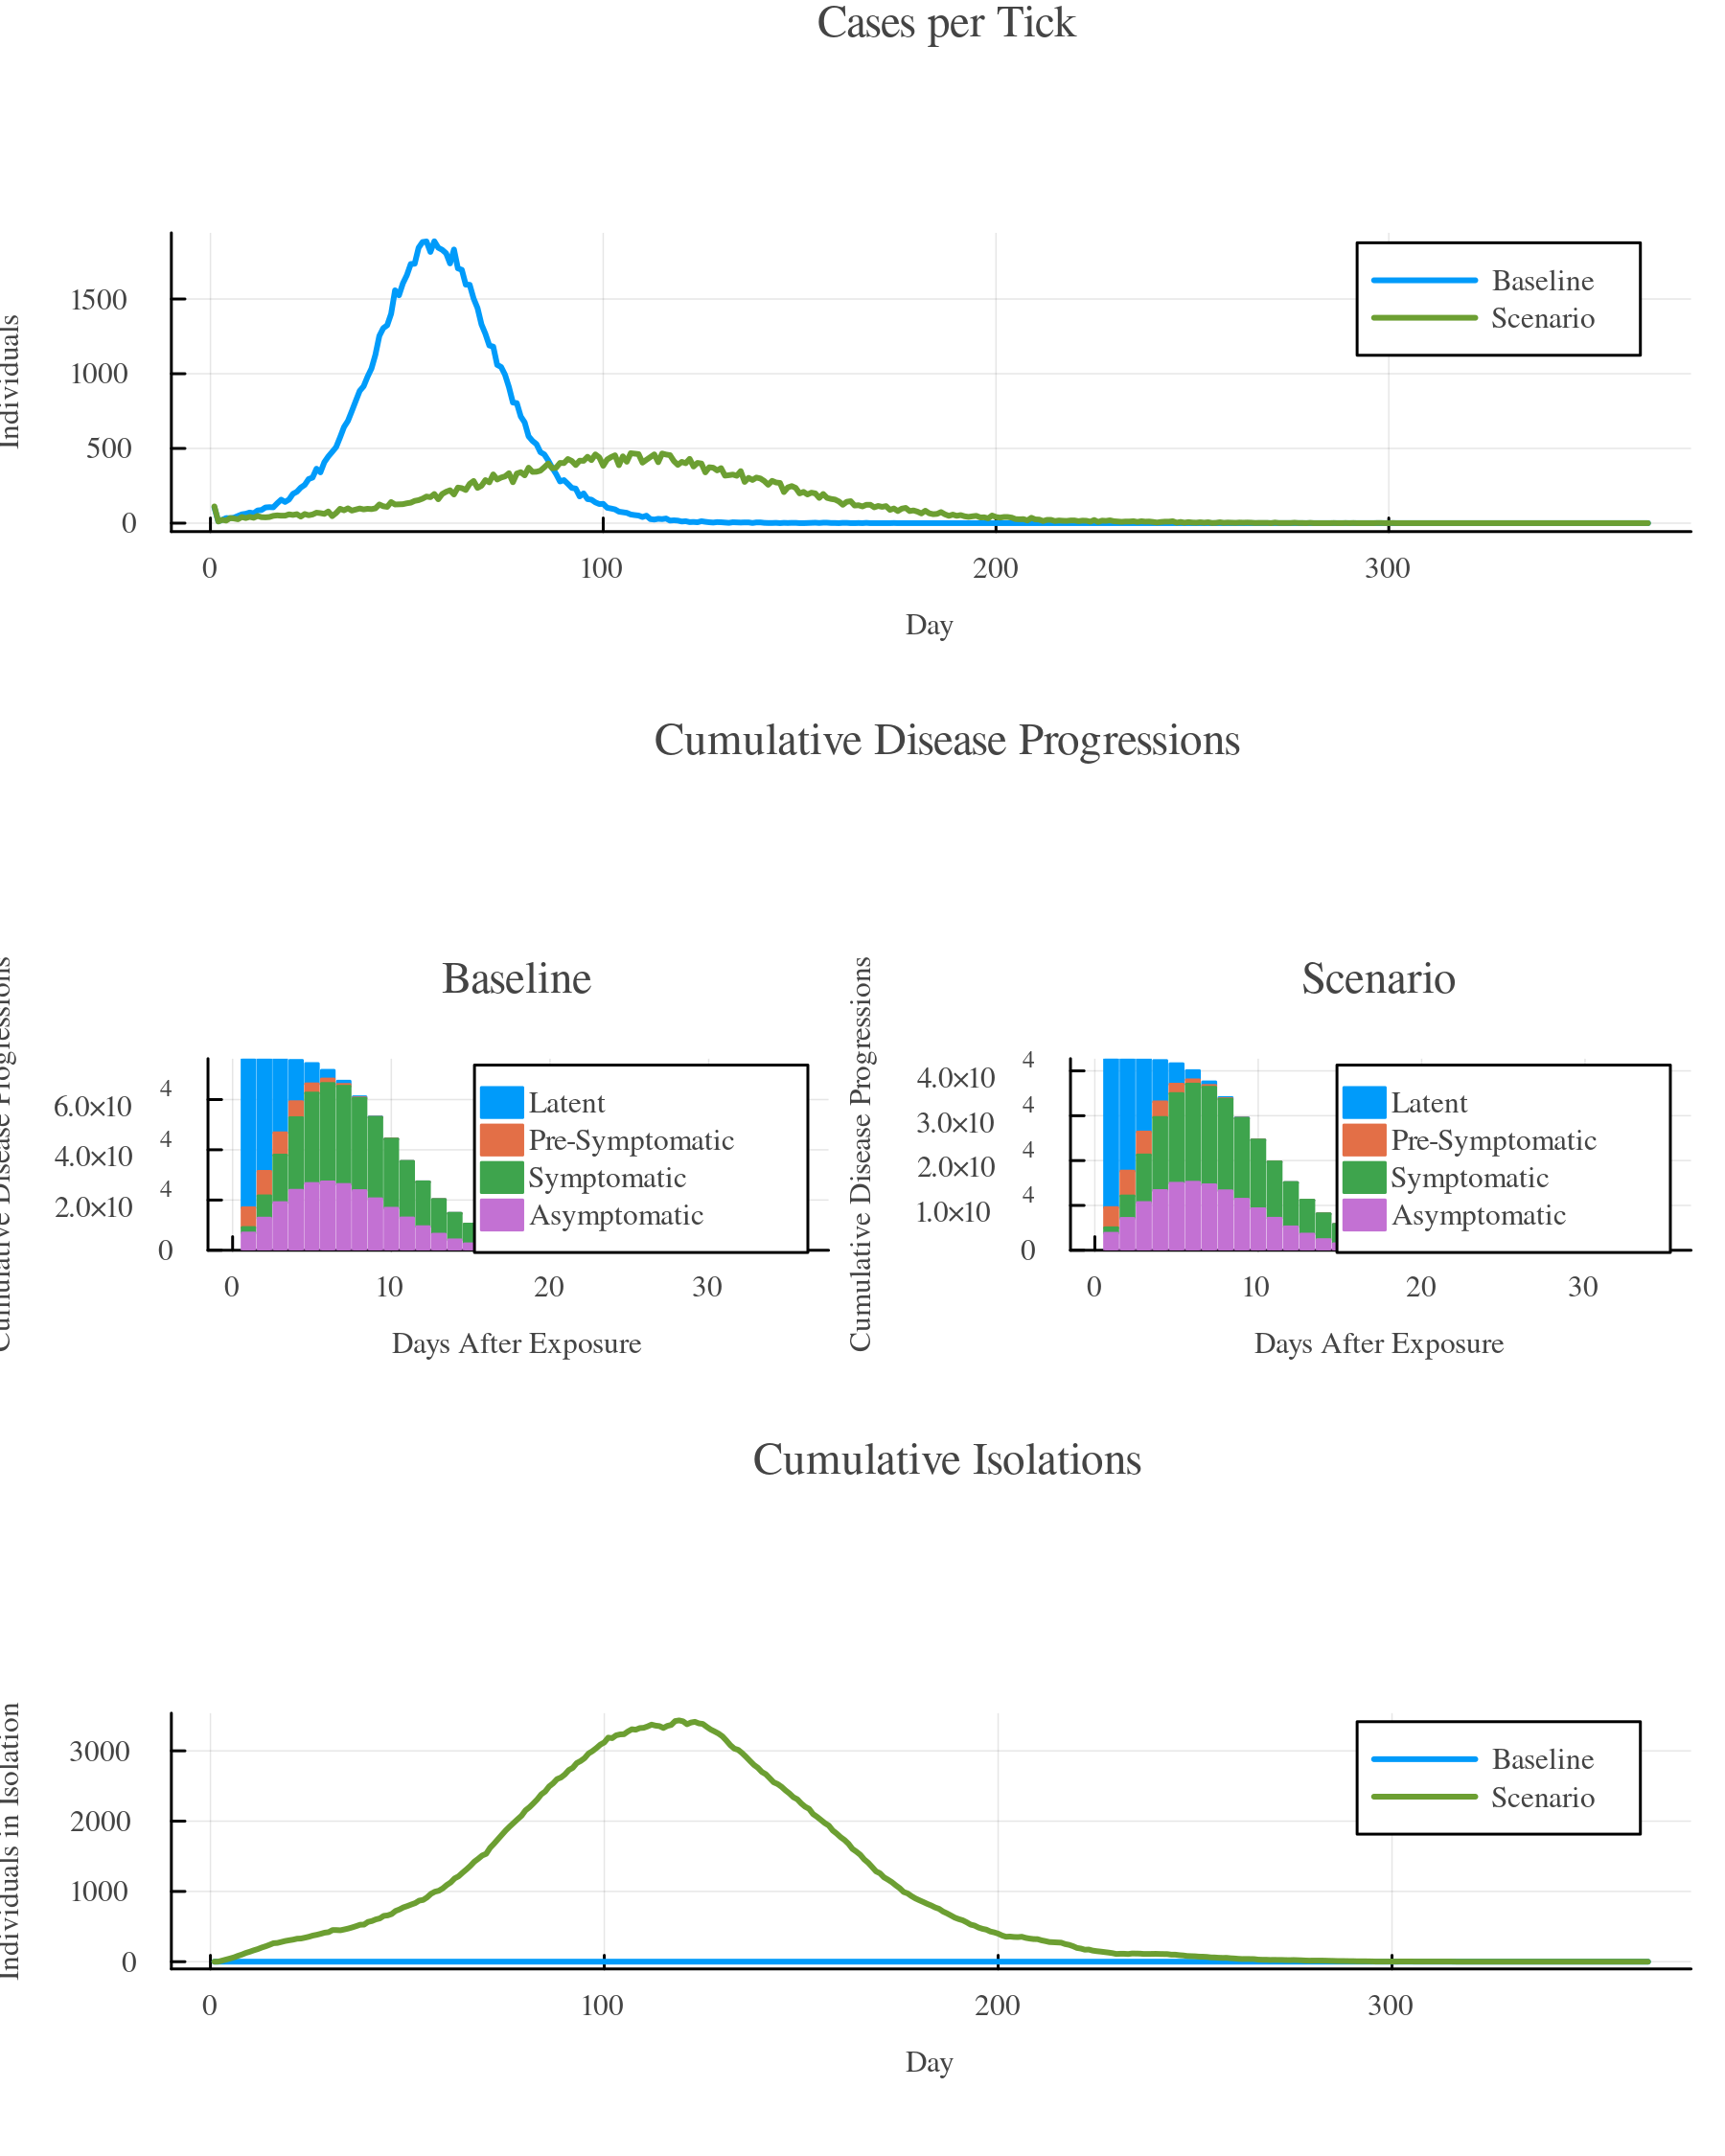 Cases per Tick
Individuals
1500
1000
500
0
Baseline
Scenario
0 100 200 300
Day
Cumulative Disease Progressions
Baseline
Cumulative Disease Progressions
6.0×10 4
4.0×10 4
2.0×10 4
0
Latent
Pre-Symptomatic
Symptomatic
Asymptomatic
0 10 20 30
Days After Exposure
Scenario
Cumulative Disease Progressions
4.0×10 4
3.0×10 4
2.0×10 4
1.0×10 4
0
Latent
Pre-Symptomatic
Symptomatic
Asymptomatic
0 10 20 30
Days After Exposure
Cumulative Isolations
Individuals in Isolation
3000
2000
1000
0
Baseline
Scenario
0 100 200 300
Day